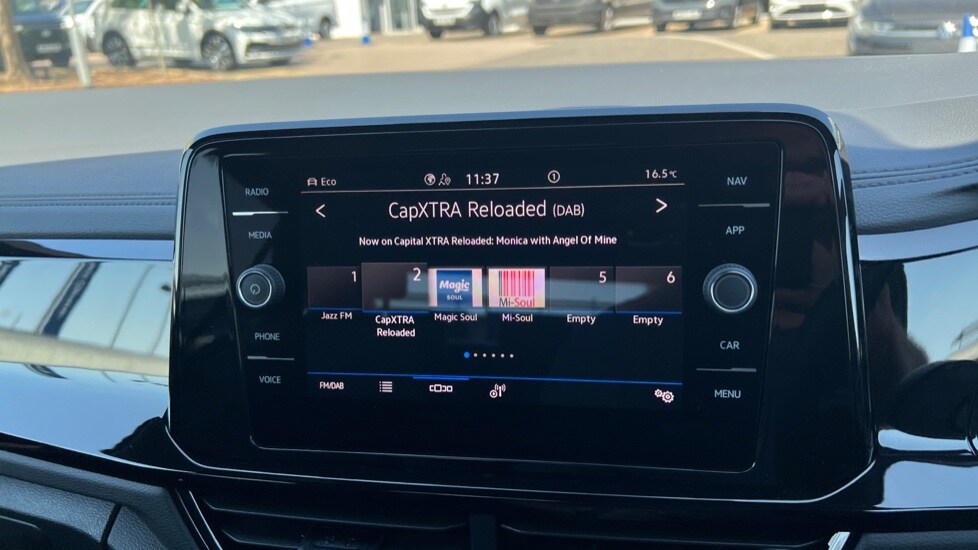 RADIO
MEDIA
PHONE
VOICE
Eco
11:37
16.5°C
< CapXTRA Reloaded (DAB) >
Now on Capital XTRA Reloaded: Monica with Angel Of Mine
1
2
Magic
SOUL
Mi-Soul
5
6
Jazz FM
CapXTRA
Reloaded
Magic Soul
Mi-Soul
Empty
Empty
FM/DAB
NAV
APP
CAR
MENU